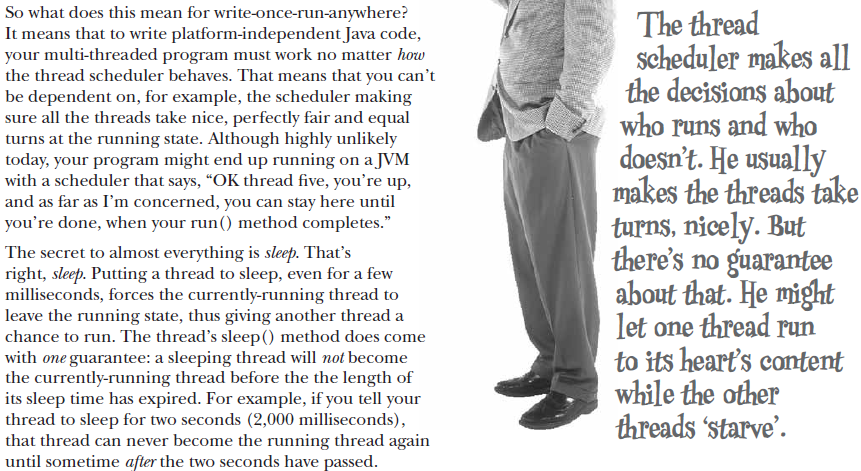 So what does this mean for write-once-run-anywhere?
It means that to write platform-independent Java code,
your multi-threaded program must work no matter how
the thread scheduler behaves. That means that you can’t
be dependent on, for example, the scheduler making
sure all the threads take nice, perfectly fair and equal
turns at the running state. Although highly unlikely
today, your program might end up running on a JVM
with a scheduler that says, “OK thread five, you’re up,
and as far as I’m concerned, you can stay here until
you’re done, when your run() method completes.”
The secret to almost everything is sleep. That’s
right, sleep. Putting a thread to sleep, even for a few
milliseconds, forces the currently-running thread to
leave the running state, thus giving another thread a
chance to run. The thread’s sleep() method does come
with one guarantee: a sleeping thread will not become
the currently-running thread before the the length of
its sleep time has expired. For example, if you tell your
thread to sleep for two seconds (2,000 milliseconds),
that thread can never become the running thread again
until sometime after the two seconds have passed.
The thread
scheduler makes all
the decisions about
who runs and who
doesn’t. He usually
makes the threads take
turns, nicely. But
there’s no guarantee
about that. He might
let one thread run
to its heart’s content
while the other
threads ‘starve’.